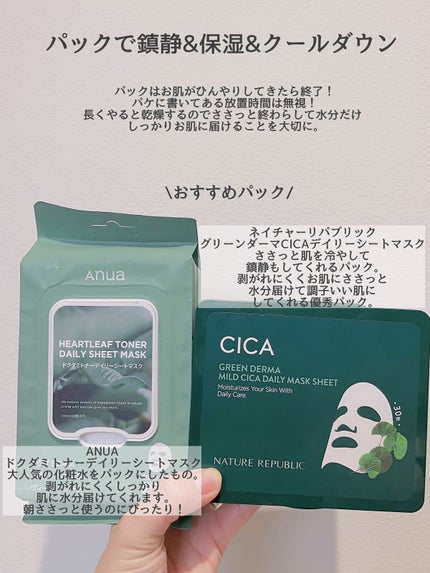 パックで鎮静&保湿&クールダウン
パックはお肌がひんやりしてきたら終了！
パケに書いてある放置時間は無視！
長くやると乾燥するのでささっと終わらして水分だけ
しっかりお肌に届けることを大切に。
\おすすめパック/
ネイチャーリパブリック
グリーンダーマCICAデイリーシートマスク
ささっと肌を冷やして
鎮静もしてくれるパック。
剥がれにくくお肌にささっと
水分届けて調子いい肌に
してくれる優秀パック。
Anua
HEARTLEAF TONER
DAILY SHEET MASK
ドクダミトナーデイリーシートマスク
CICA
GREEN DERMA
MILD CICA DAILY MASK SHEET
Moisturizes Your Skin With
Daily Care.
30s
NATURE REPUBLIC
ANUA
ドクダミトナーデイリーシートマスク
大人気の化粧水をパックにしたもの。
剥がれにくくしっかり
肌に水分届けてくれます。
朝ささっと使うのにぴったり！